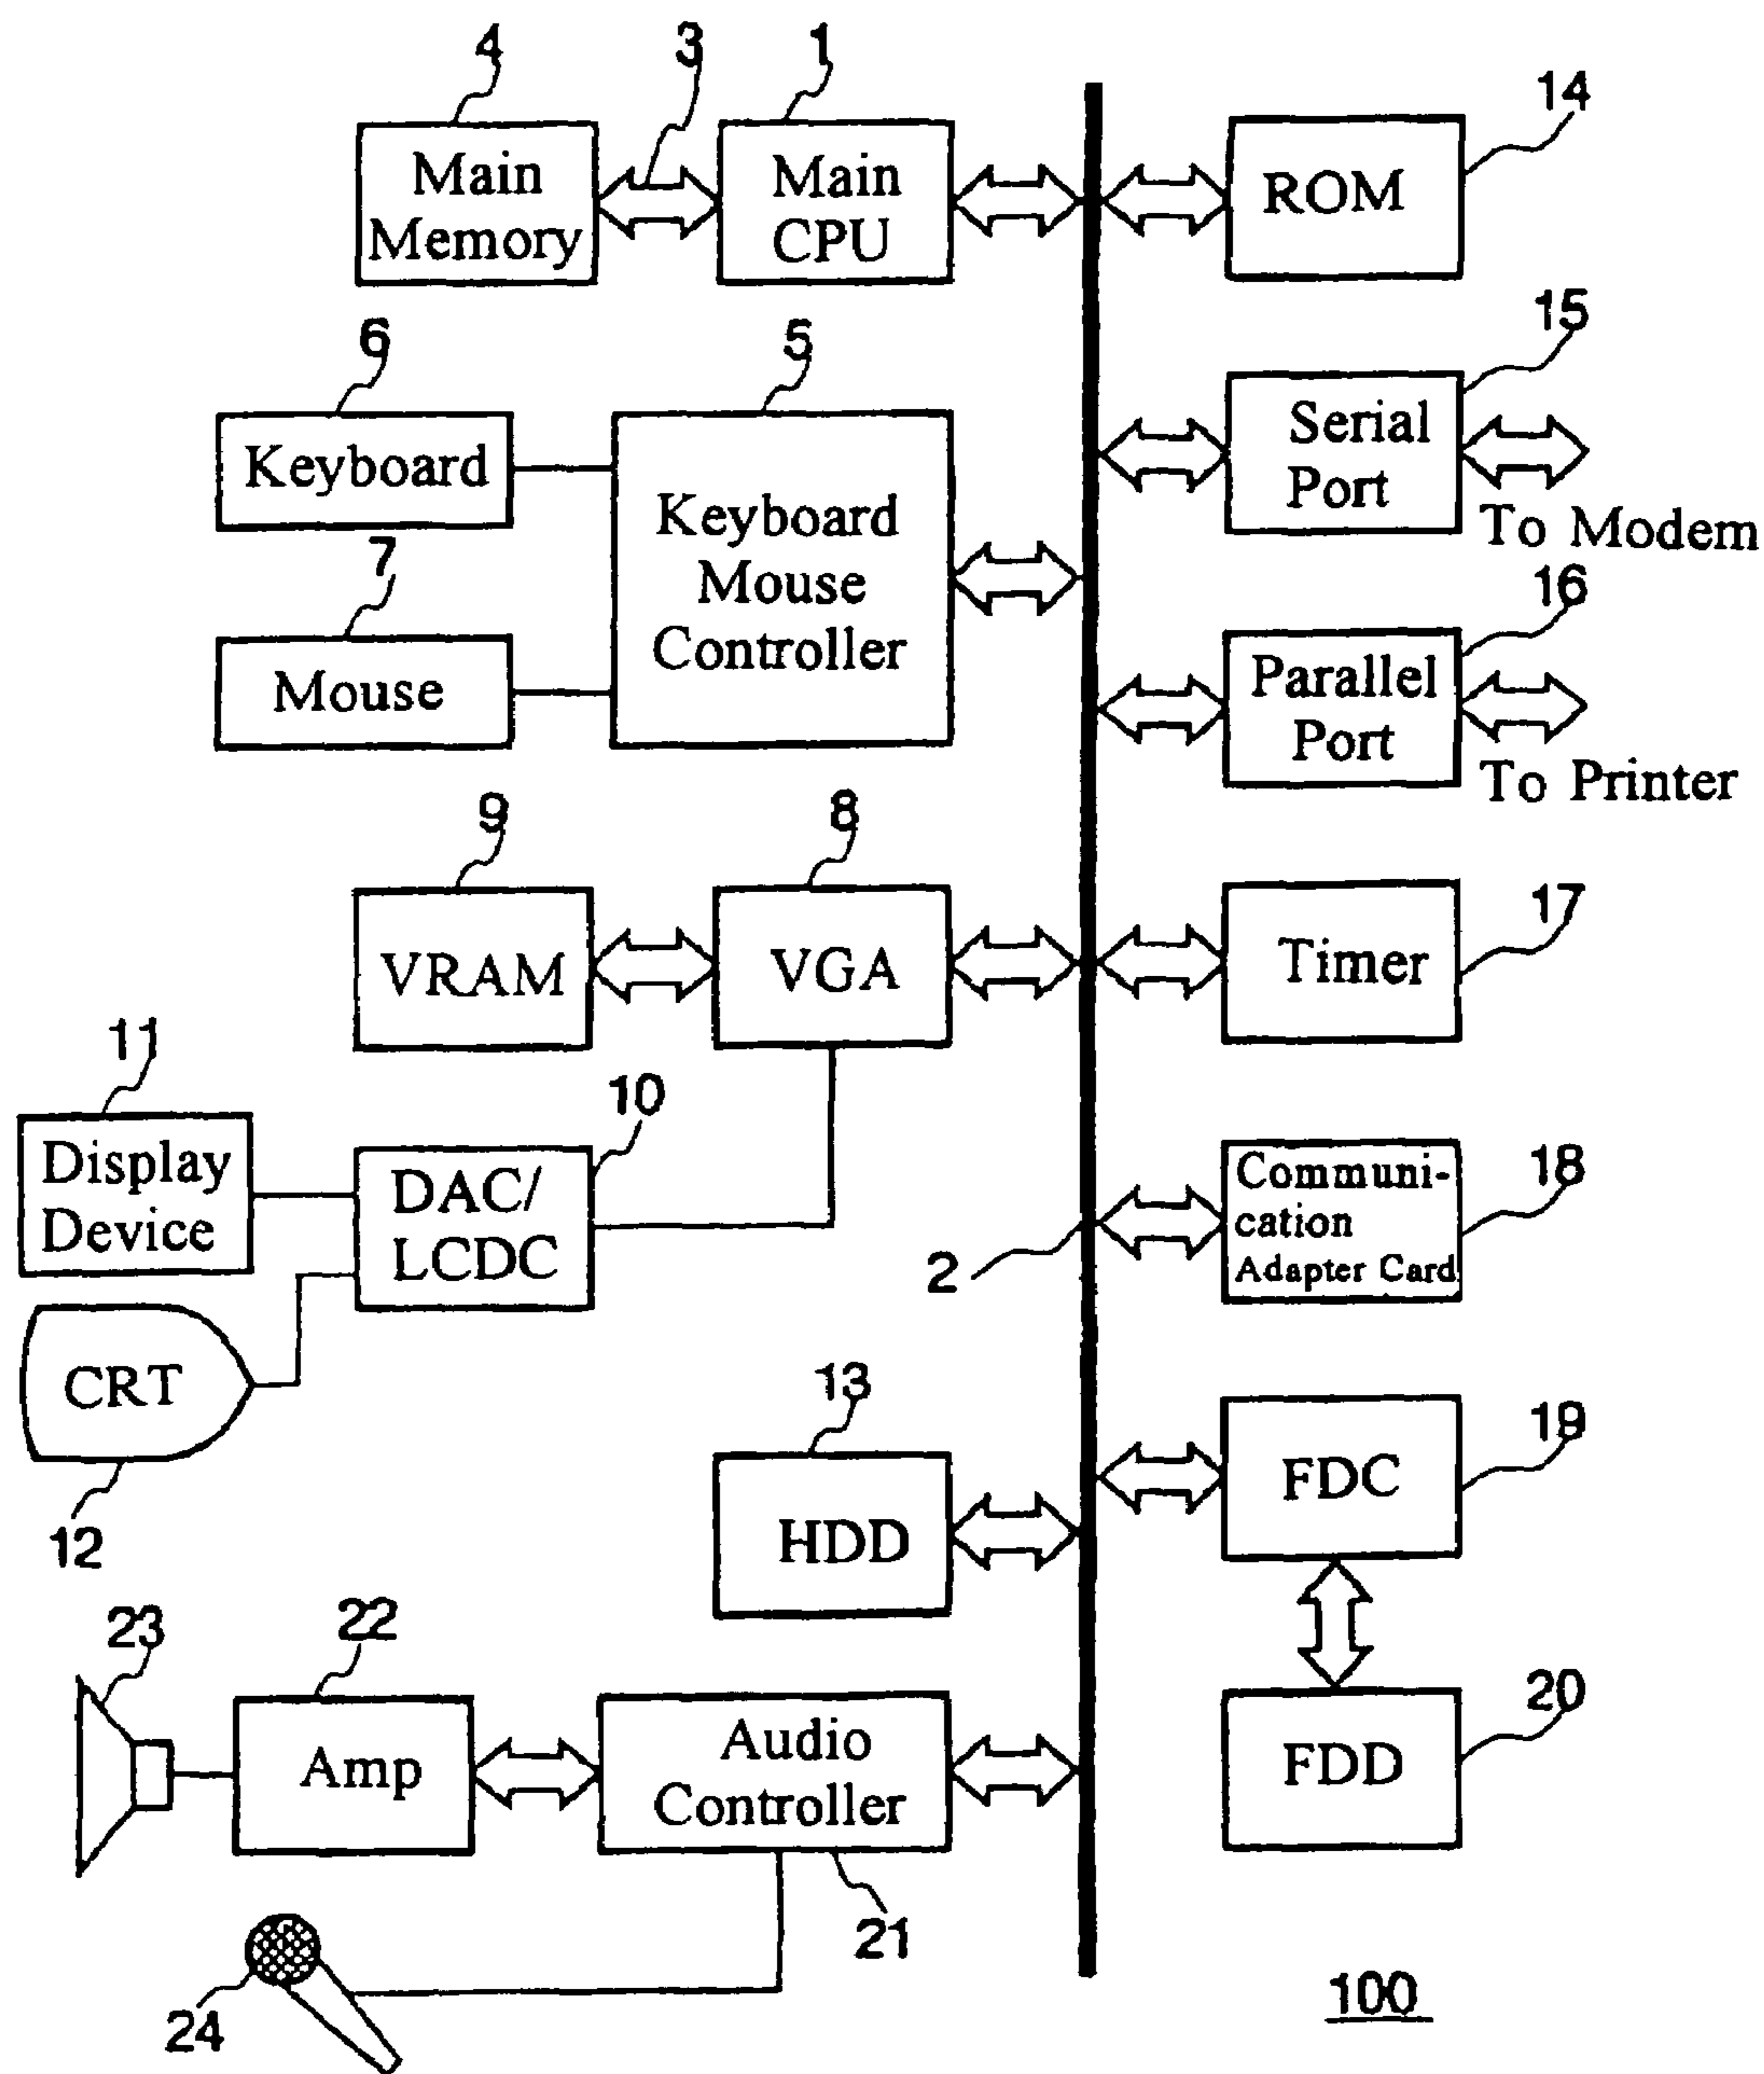 4
3
1
14
Main
Memory
Main
CPU
ROM
6
5
15
Keyboard
Serial
Port
To Modem
Keyboard
Mouse
Controller
7
Mouse
16
Parallel
Port
To Printer
9
8
17
VRAM
VGA
Timer
11
10
18
Display
Device
DAC/
LCDC
2
Communi-
cation
Adapter Card
CRT
12
13
19
HDD
FDC
23
22
20
Amp
Audio
Controller
FDD
21
24
100